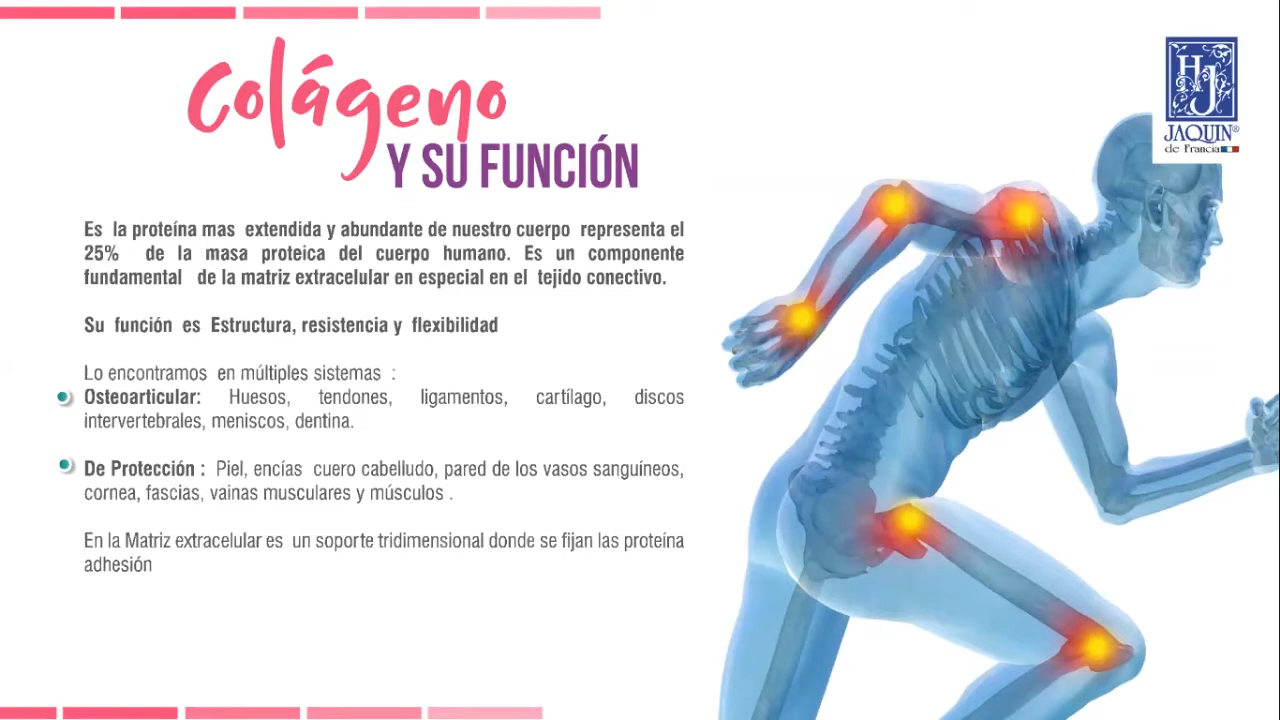 Colágeno
Y SU FUNCIÓN
HJ
JAQUIN®
de Francia
Es la proteína mas extendida y abundante de nuestro cuerpo representa el
25% de la masa proteica del cuerpo humano. Es un componente
fundamental de la matriz extracelular en especial en el tejido conectivo.
Su función es Estructura, resistencia y flexibilidad
Lo encontramos en múltiples sistemas :
Osteoarticular: Huesos, tendones, ligamentos, cartílago, discos
intervertebrales, meniscos, dentina.
De Protección : Piel, encías cuero cabelludo, pared de los vasos sanguíneos,
cornea, fascias, vainas musculares y músculos .
En la Matriz extracelular es un soporte tridimensional donde se fijan las proteína
adhesión